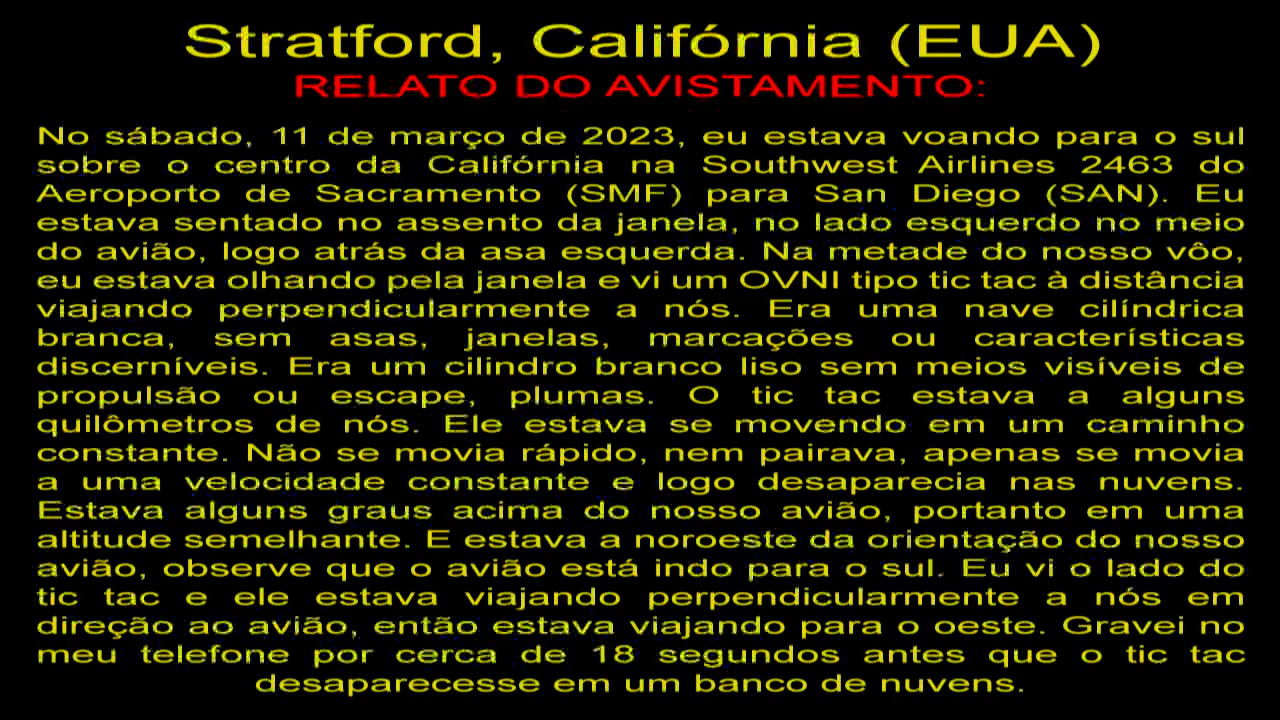 Stratford, Califórnia (EUA)
RELATO DO AVISTAMENTO:
No sábado, 11 de março de 2023, eu estava voando para o sul
sobre o centro da Califórnia na Southwest Airlines 2463 do
Aeroporto de Sacramento (SMF) para San Diego (SAN). Eu
estava sentado no assento da janela, no lado esquerdo no meio
do avião, logo atrás da asa esquerda. Na metade do nosso vôo,
eu estava olhando pela janela e vi um OVNI tipo tic tac à distância
viajando perpendicularmente a nós. Era uma nave cilíndrica
branca, sem asas, janelas, marcações ou características
discerníveis. Era um cilindro branco liso sem meios visíveis de
propulsão ou escape, plumas. O tic tac estava a alguns
quilômetros de nós. Ele estava se movendo em um caminho
constante. Não se movia rápido, nem pairava, apenas se movia
a uma velocidade constante e logo desaparecia nas nuvens.
Estava alguns graus acima do nosso avião, portanto em uma
altitude semelhante. E estava a noroeste da orientação do nosso
avião, observe que o avião está indo para o sul. Eu vi o lado do
tic tac e ele estava viajando perpendicularmente a nós em
direção ao avião, então estava viajando para o oeste. Gravei no
meu telefone por cerca de 18 segundos antes que o tic tac
desaparecesse em um banco de nuvens.